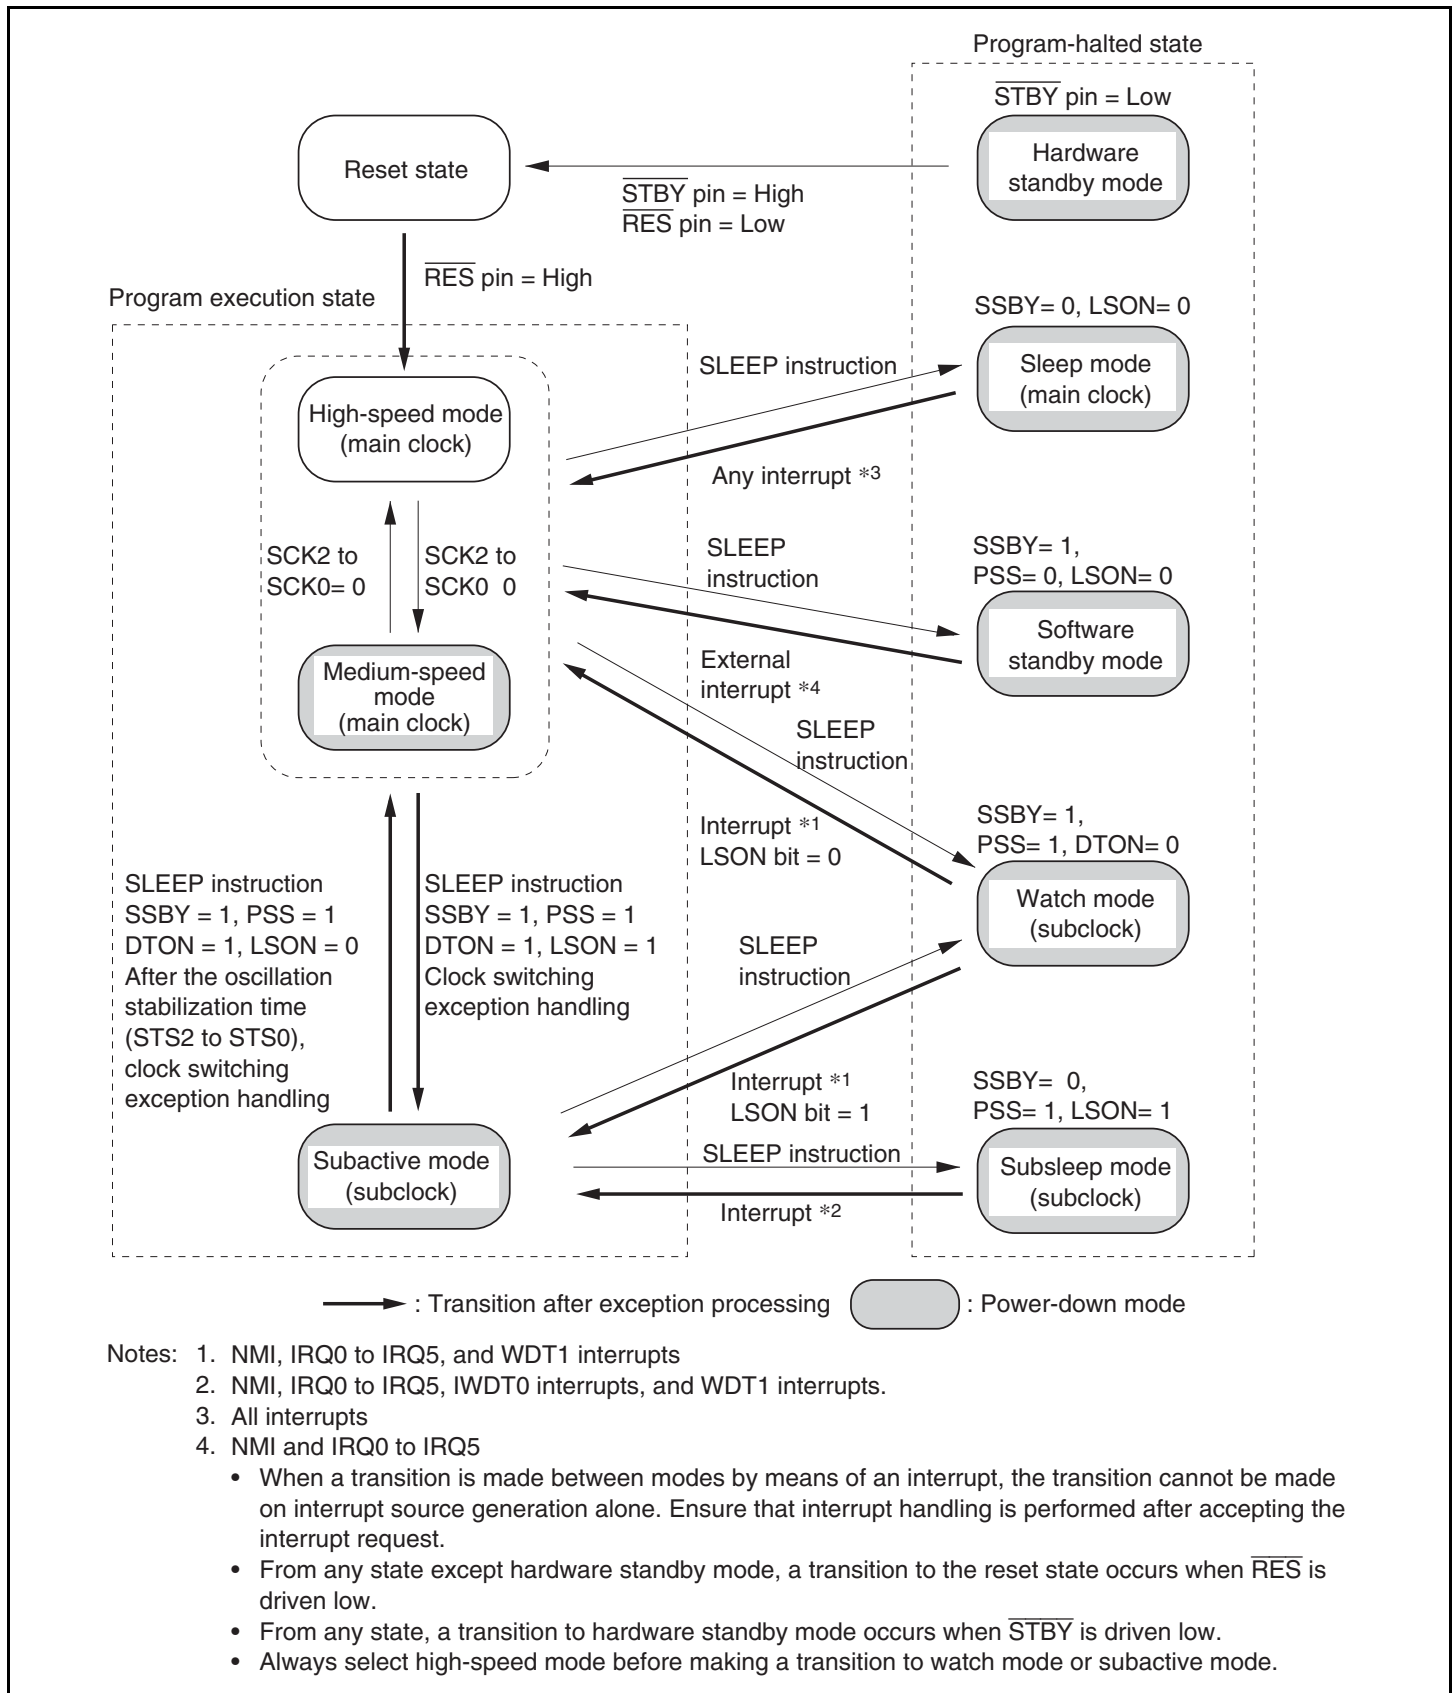 Program-halted state
STBY pin = Low
Hardware
standby mode
Reset state
STBY pin = High
RES pin = Low
RES pin = High
Program execution state
SSBY= 0, LSON= 0
Sleep mode
(main clock)
SLEEP instruction
High-speed mode
(main clock)
Any interrupt *3
SCK2 to
SCK0= 0
SCK2 to
SCK0 0
SLEEP
instruction
SSBY= 1,
PSS= 0, LSON= 0
Software
standby mode
Medium-speed
mode
(main clock)
External
interrupt *4
SLEEP
instruction
Interrupt *1
LSON bit = 0
SSBY= 1,
PSS= 1, DTON= 0
Watch mode
(subclock)
SLEEP instruction
SSBY = 1, PSS = 1
DTON = 1, LSON = 0
After the oscillation
stabilization time
(STS2 to STS0),
clock switching
exception handling
SLEEP instruction
SSBY = 1, PSS = 1
DTON = 1, LSON = 1
Clock switching
exception handling
SLEEP
instruction
Interrupt *1
LSON bit = 1
SSBY= 0,
PSS= 1, LSON= 1
Subactive mode
(subclock)
SLEEP instruction
Interrupt *2
Subsleep mode
(subclock)
: Transition after exception processing
: Power-down mode
Notes: 1. NMI, IRQ0 to IRQ5, and WDT1 interrupts
2. NMI, IRQ0 to IRQ5, IWDT0 interrupts, and WDT1 interrupts.
3. All interrupts
4. NMI and IRQ0 to IRQ5
• When a transition is made between modes by means of an interrupt, the transition cannot be made
on interrupt source generation alone. Ensure that interrupt handling is performed after accepting the
interrupt request.
• From any state except hardware standby mode, a transition to the reset state occurs when RES is
driven low.
• From any state, a transition to hardware standby mode occurs when STBY is driven low.
• Always select high-speed mode before making a transition to watch mode or subactive mode.